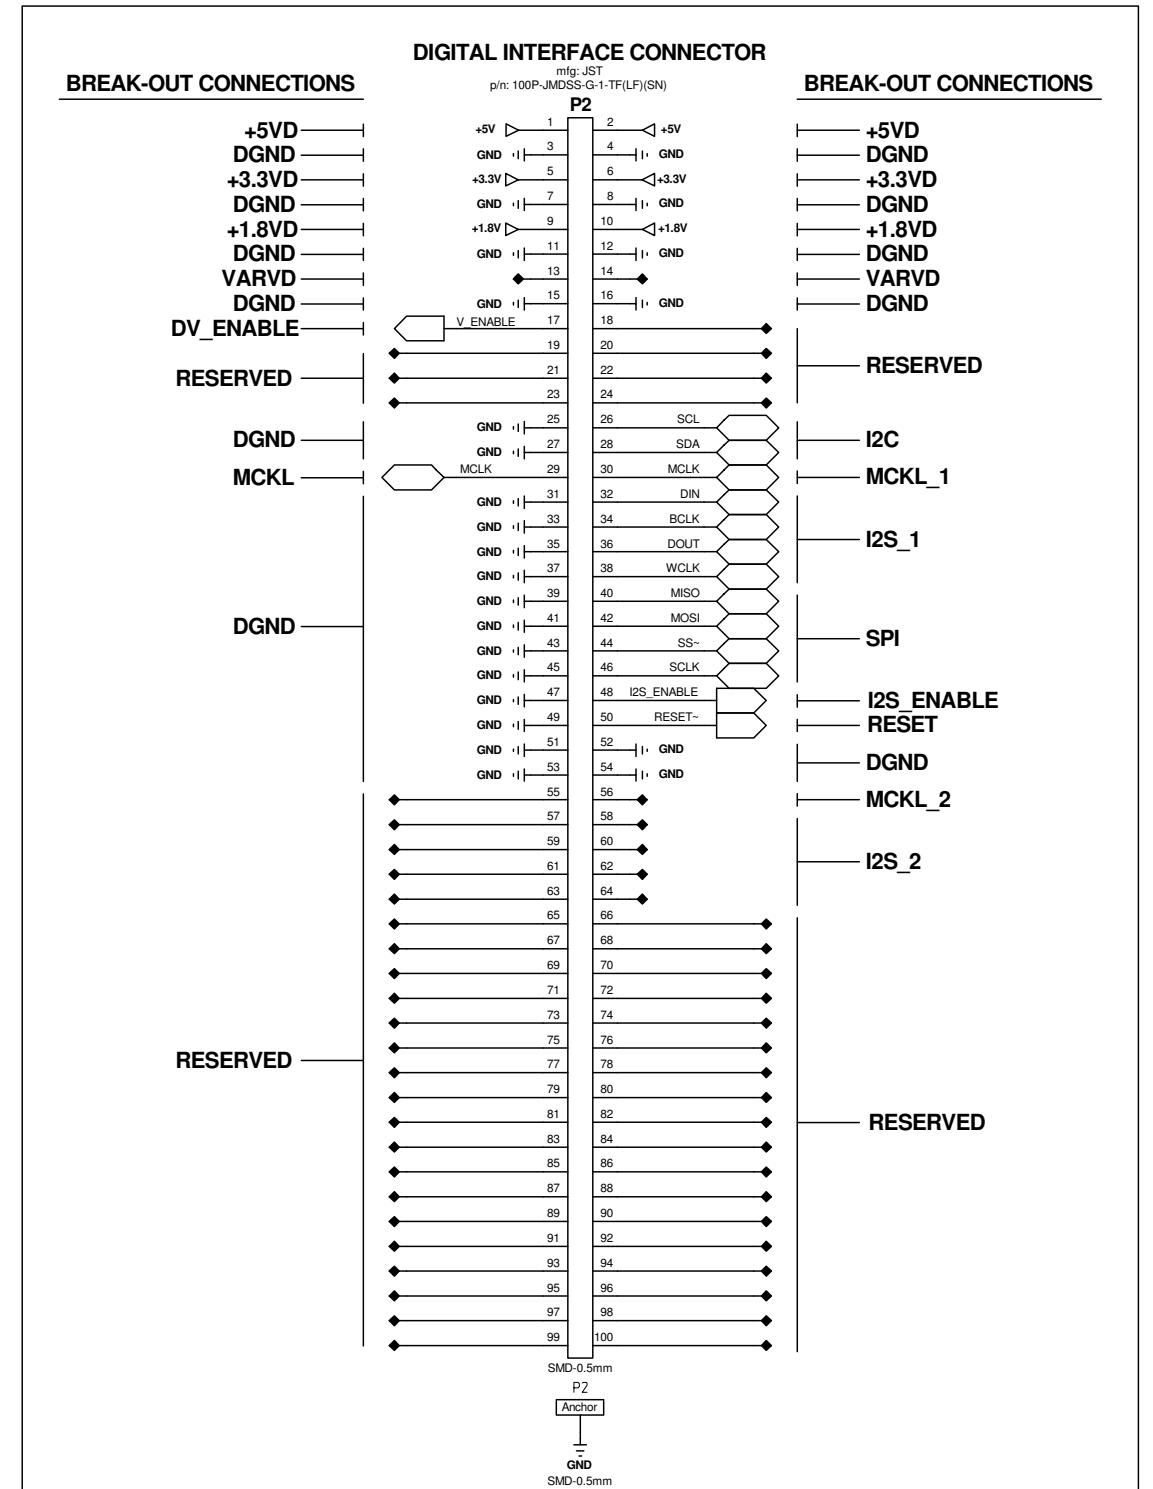 DIGITAL INTERFACE CONNECTOR
mfg: JST
p/n: 100P-JMDSS-G-1-TF(LF)(SN)
BREAK-OUT CONNECTIONS BREAK-OUT CONNECTIONS
P2
+5VD +5V 1 2 +5V +5VD
DGND GND 3 4 GND DGND
+3.3VD +3.3V 5 6 +3.3V +3.3VD
DGND GND 7 8 GND DGND
+1.8VD +1.8V 9 10 +1.8V +1.8VD
DGND GND 11 12 GND DGND
VARVD 13 14 VARVD
DGND GND 15 16 GND DGND
DV_ENABLE V_ENABLE 17 18
19 20 RESERVED
RESERVED 21 22
23 24
GND 25 26 SCL
DGND I2C
GND 27 28 SDA
MCKL MCLK 29 30 MCLK MCKL_1
GND 31 32 DIN
GND 33 34 BCLK I2S_1
GND 35 36 DOUT
GND 37 38 WCLK
GND 39 40 MISO
DGND GND 41 42 MOSI SPI
GND 43 44 SS~
GND 45 46 SCLK
GND 47 48 I2S_ENABLE I2S_ENABLE
GND 49 50 RESET~ RESET
GND 51 52 GND
DGND
GND 53 54 GND
55 56 MCKL_2
57 58
59 60 I2S_2
61 62
63 64
65 66
67 68
69 70
71 72
73 74
75 76
RESERVED 77 78
79 80
81 82 RESERVED
83 84
85 86
87 88
89 90
91 92
93 94
95 96
97 98
99 100
SMD-0.5mm
P2
Anchor
GND
SMD-0.5mm